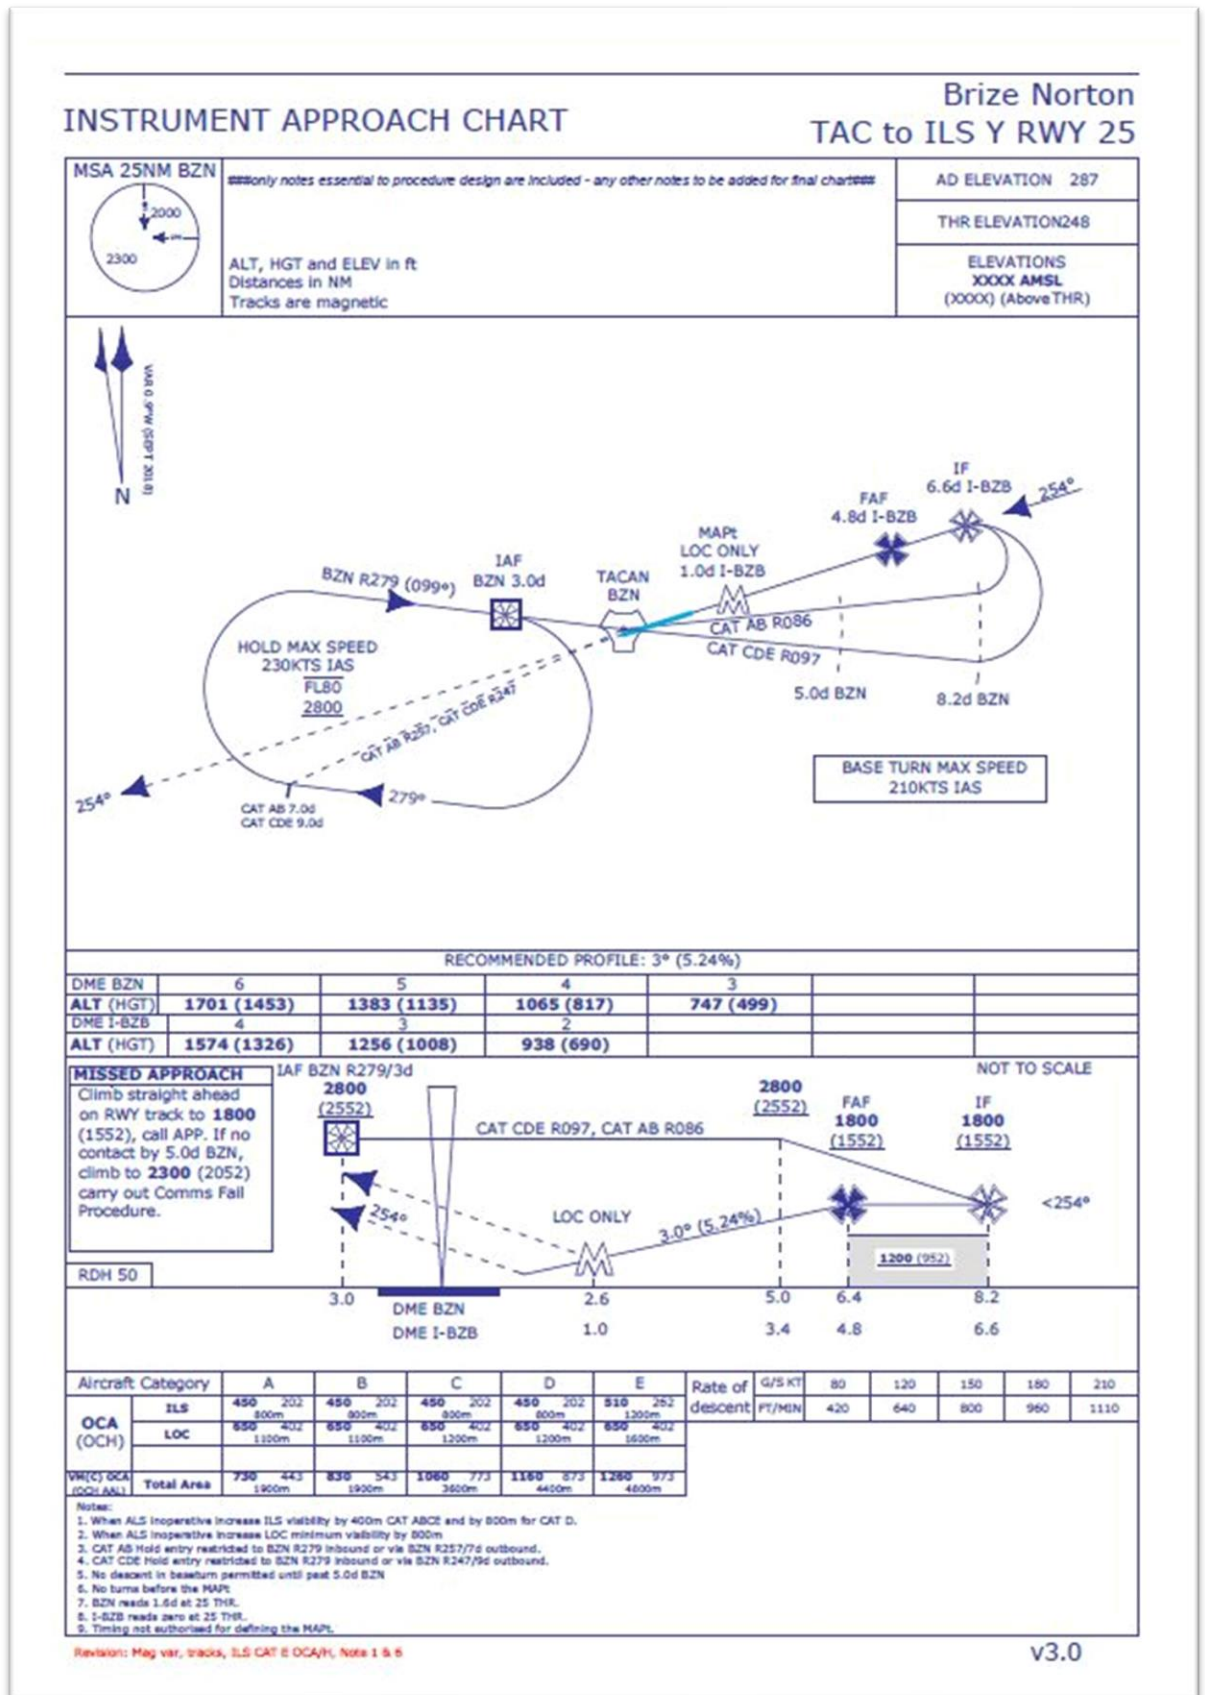 Brize Norton
INSTRUMENT APPROACH CHART
TAC to ILS Y RWY 25
MSA 25NM BZN
2000
2300
###only notes essential to procedure design are included - any other notes to be added for final chart###
ALT, HGT and ELEV in ft
Distances in NM
Tracks are magnetic
AD ELEVATION 287
THR ELEVATION248
ELEVATIONS
XXXX AMSL
(XXXX) (Above THR)
VAR 0.9°W (SEPT 2018)
N
IF
6.6d I-BZB
254°
FAF
4.8d I-BZB
MAPt
LOC ONLY
1.0d I-BZB
IAF
BZN 3.0d
TACAN
BZN
BZN R279 (099°)
CAT AB R086
CAT CDE R097
HOLD MAX SPEED
230KTS IAS
FL80
2800
5.0d BZN
8.2d BZN
CAT AB R257, CAT CDE R247
BASE TURN MAX SPEED
210KTS IAS
254°
279°
CAT AB 7.0d
CAT CDE 9.0d
RECOMMENDED PROFILE: 3° (5.24%)
DME BZN 6 5 4 3
ALT (HGT) 1701 (1453) 1383 (1135) 1065 (817) 747 (499)
DME I-BZB 4 3 2
ALT (HGT) 1574 (1326) 1256 (1008) 938 (690)
MISSED APPROACH
Climb straight ahead
on RWY track to 1800
(1552), call APP. If no
contact by 5.0d BZN,
climb to 2300 (2052)
carry out Comms Fail
Procedure.
RDH 50
IAF BZN R279/3d
2800
(2552)
NOT TO SCALE
2800
(2552)
FAF
1800
(1552)
IF
1800
(1552)
CAT CDE R097, CAT AB R086
254°
LOC ONLY
3.0° (5.24%)
<254°
1200 (952)
3.0
DME BZN 2.6 5.0 6.4 8.2
DME I-BZB 1.0 3.4 4.8 6.6
Aircraft Category A B C D E
OCA
(OCH)
ILS 450 202 450 202 450 202 450 202 510 262
800m 800m 800m 800m 1200m
LOC 650 402 650 402 650 402 650 402 650 402
1100m 1100m 1200m 1200m 1600m
VM(C) OCA
(OCH AAL)
Total Area 730 443 830 543 1060 773 1160 873 1260 973
1900m 1900m 3600m 4400m 4800m
Rate of
descent
G/S KT 80 120 150 180 210
FT/MIN 420 640 800 960 1110
Notes:
1. When ALS inoperative increase ILS visibility by 400m CAT ABCE and by 800m for CAT D.
2. When ALS inoperative increase LOC minimum visibility by 800m
3. CAT AB Hold entry restricted to BZN R279 inbound or via BZN R257/7d outbound.
4. CAT CDE Hold entry restricted to BZN R279 inbound or via BZN R247/9d outbound.
5. No descent in baseturn permitted until past 5.0d BZN
6. No turns before the MAPt
7. BZN reads 1.6d at 25 THR.
8. I-BZB reads zero at 25 THR.
9. Timing not authorised for defining the MAPt.
Revision: Mag var, tracks, ILS CAT E OCA/H, Note 1 & 6
v3.0